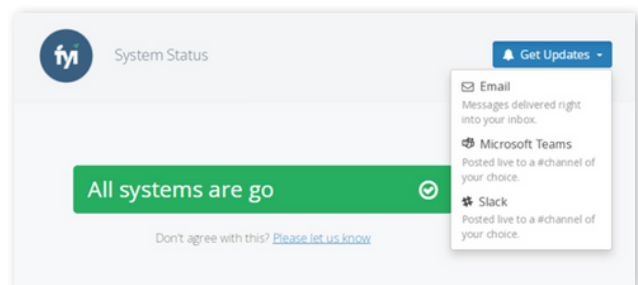 fyi
System Status
Get Updates
Email
Messages delivered right
into your inbox.
Microsoft Teams
Posted live to a #channel of
your choice.
Slack
Posted live to a #channel of
your choice.
All systems are go
Don't agree with this? Please let us know